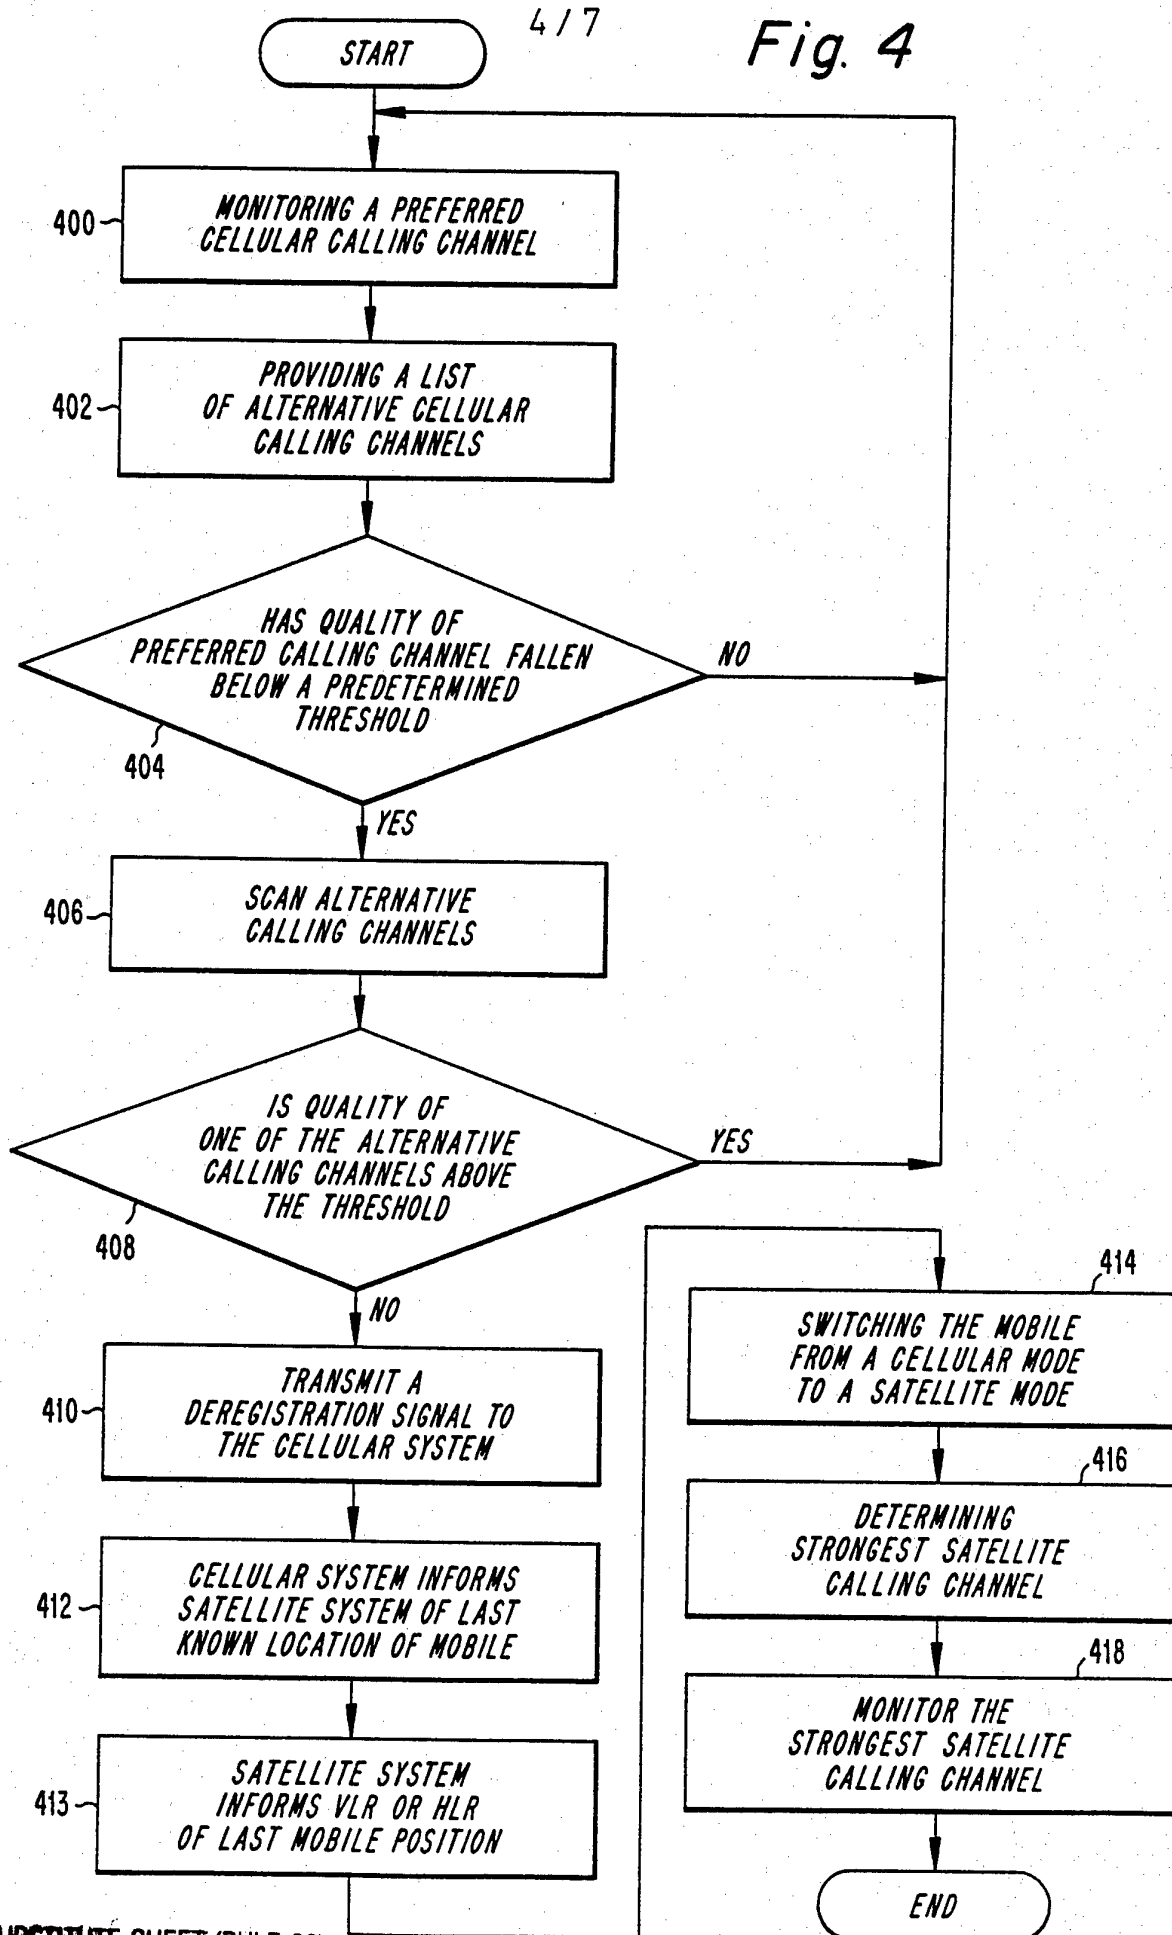 4/7
Fig. 4
START
400
MONITORING A PREFERRED
CELLULAR CALLING CHANNEL
402
PROVIDING A LIST
OF ALTERNATIVE CELLULAR
CALLING CHANNELS
HAS QUALITY OF
PREFERRED CALLING CHANNEL FALLEN
BELOW A PREDETERMINED
THRESHOLD
NO
404
YES
406
SCAN ALTERNATIVE
CALLING CHANNELS
IS QUALITY OF
ONE OF THE ALTERNATIVE
CALLING CHANNELS ABOVE
THE THRESHOLD
YES
408
NO
410
TRANSMIT A
DEREGISTRATION SIGNAL TO
THE CELLULAR SYSTEM
412
CELLULAR SYSTEM INFORMS
SATELLITE SYSTEM OF LAST
KNOWN LOCATION OF MOBILE
413
SATELLITE SYSTEM
INFORMS VLR OR HLR
OF LAST MOBILE POSITION
414
SWITCHING THE MOBILE
FROM A CELLULAR MODE
TO A SATELLITE MODE
416
DETERMINING
STRONGEST SATELLITE
CALLING CHANNEL
418
MONITOR THE
STRONGEST SATELLITE
CALLING CHANNEL
END